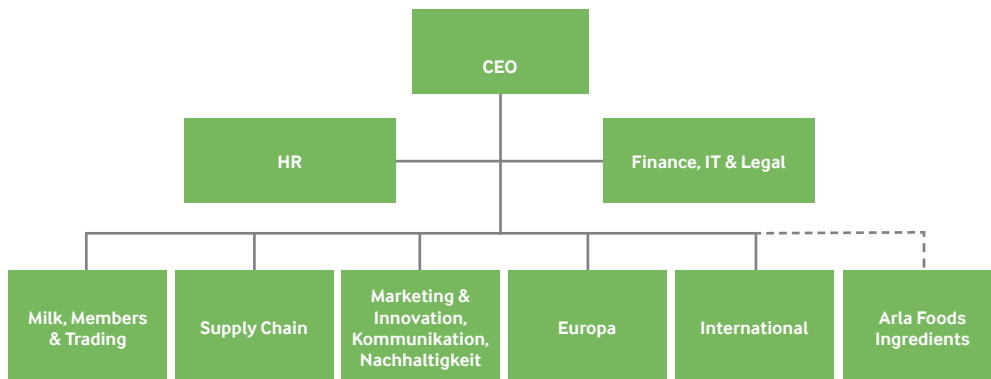 CEO
HR
Finance, IT & Legal
Milk, Members
& Trading
Supply Chain
Marketing &
Innovation,
Kommunikation,
Nachhaltigkeit
Europa
International
Arla Foods
Ingredients